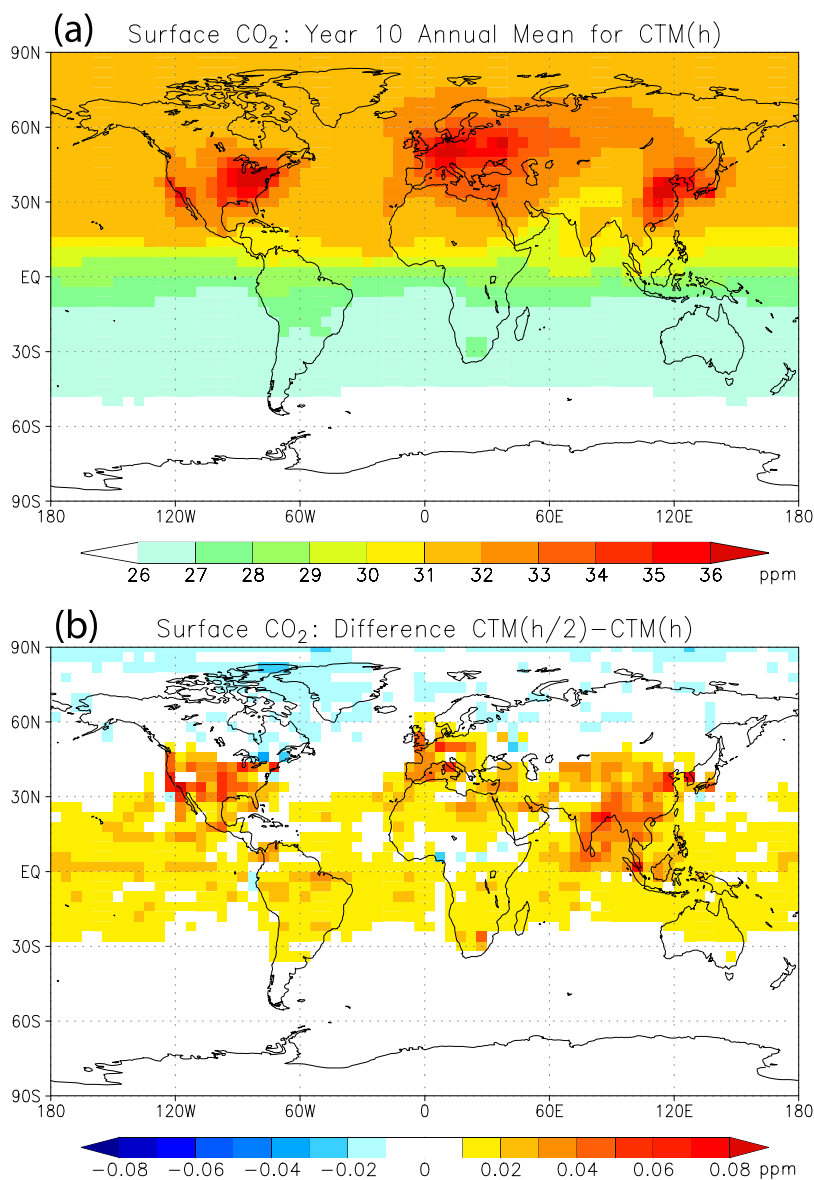 (a) Surface CO₂: Year 10 Annual Mean for CTM(h)
90N
60N
30N
EQ
30S
60S
90S
180 120W 60W 0 60E 120E 180
26 27 28 29 30 31 32 33 34 35 36 ppm
(b) Surface CO₂: Difference CTM(h/2)−CTM(h)
90N
60N
30N
EQ
30S
60S
90S
180 120W 60W 0 60E 120E 180
−0.08 −0.06 −0.04 −0.02 0 0.02 0.04 0.06 0.08 ppm